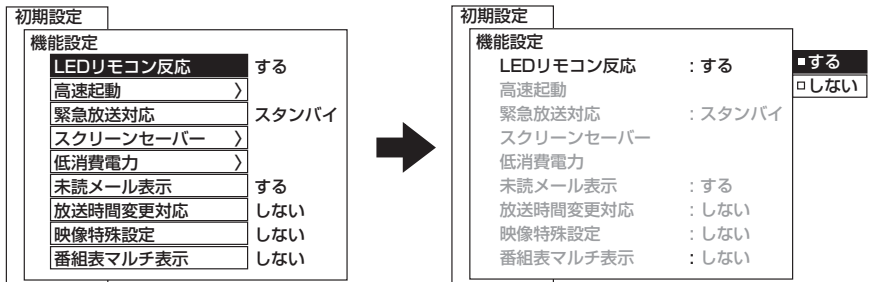 初期設定
機能設定
LEDリモコン反応 する
高速起動 〉
緊急放送対応 スタンバイ
スクリーンセーバー 〉
低消費電力 〉
未読メール表示 する
放送時間変更対応 しない
映像特殊設定 しない
番組表マルチ表示 しない
初期設定
機能設定
LEDリモコン反応 : する
高速起動
緊急放送対応 : スタンバイ
スクリーンセーバー
低消費電力
未読メール表示 : する
放送時間変更対応 : しない
映像特殊設定 : しない
番組表マルチ表示 : しない
する
しない